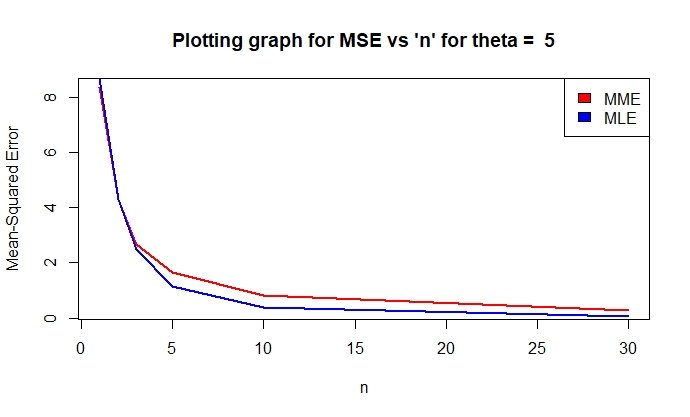 Plotting graph for MSE vs 'n' for theta =  5
MME
MLE
Mean-Squared Error
8
6
4
2
0
0 5 10 15 20 25 30
n